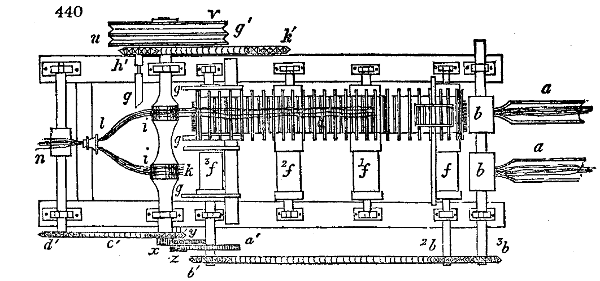 440
u v g' k'
h'
g g a
l i g b
n i k g ³f ²f ¹f f b a
g
d' c' x y z a' ²b ³b
b'